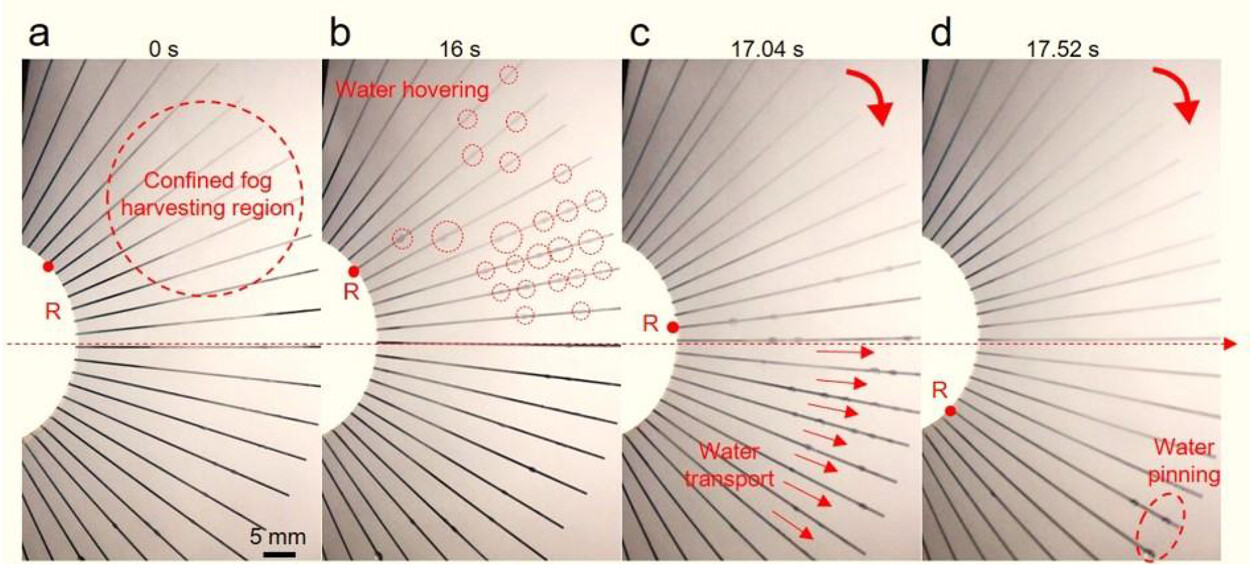 a
0 s
b
16 s
c
17.04 s
d
17.52 s
Confined fog
harvesting region
R
5 mm
Water hovering
R
R
Water
transport
R
Water
pinning